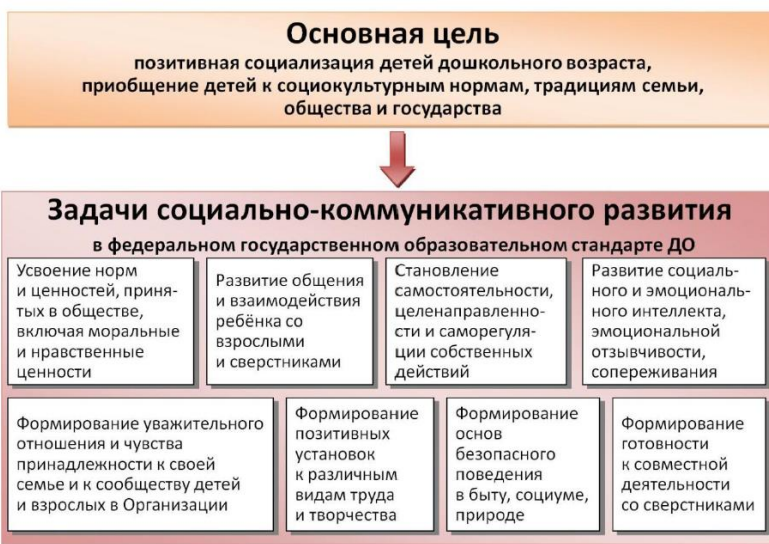 Основная цель
позитивная социализация детей дошкольного возраста,
приобщение детей к социокультурным нормам, традициям семьи,
общества и государства
Задачи социально-коммуникативного развития
в федеральном государственном образовательном стандарте ДО
Усвоение норм
и ценностей, приня-
тых в обществе,
включая моральные
и нравственные
ценности
Развитие общения
и взаимодействия
ребёнка со
взрослыми
и сверстниками
Становление
самостоятельности,
целенаправленно-
сти и саморегуля-
ции собственных
действий
Развитие социаль-
ного и эмоциональ-
ного интеллекта,
эмоциональной
отзывчивости,
сопереживания
Формирование уважительного
отношения и чувства
принадлежности к своей
семье и к сообществу детей
и взрослых в Организации
Формирование
позитивных
установок
к различным
видам труда
и творчества
Формирование
основ
безопасного
поведения
в быту, социуме,
природе
Формирование
готовности
к совместной
деятельности
со сверстниками